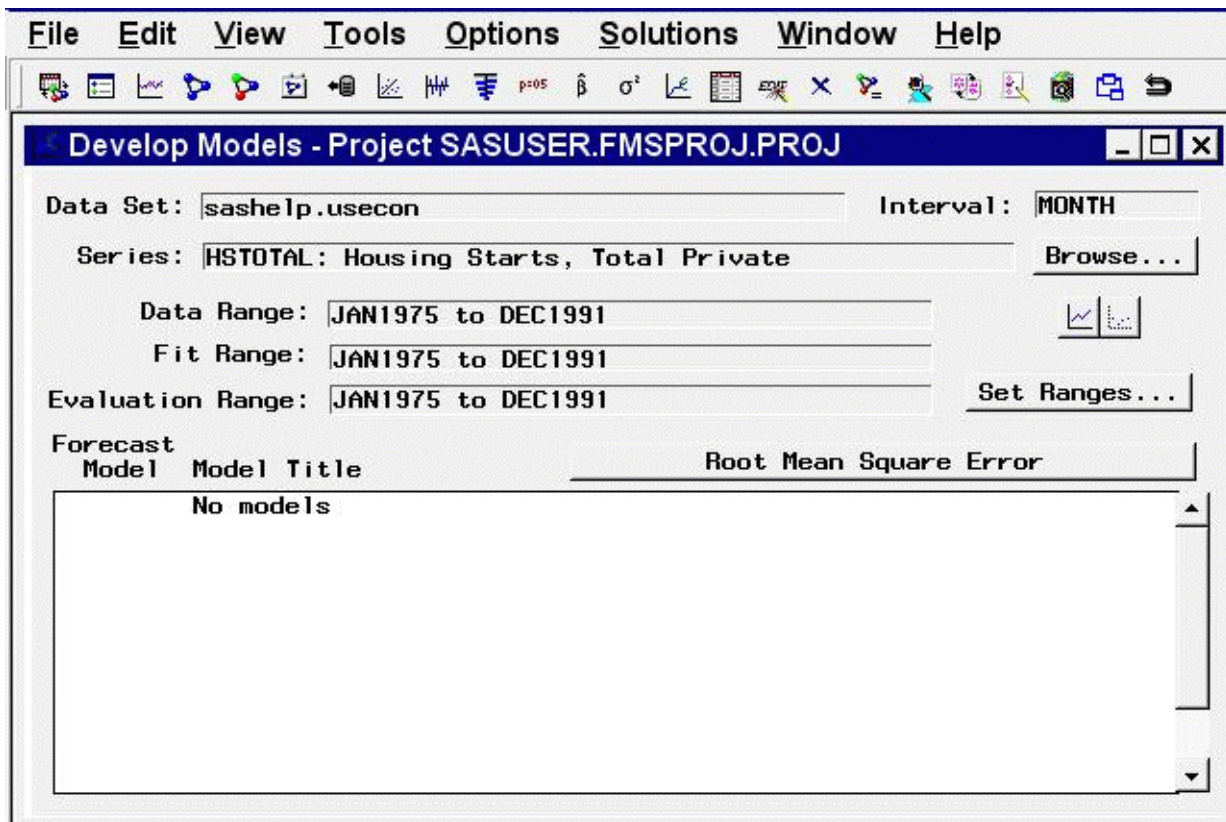 File Edit View Tools Options Solutions Window Help
p=05 β̂ σ²
Develop Models - Project SASUSER.FMSPROJ.PROJ
Data Set: sashelp.usecon Interval: MONTH
Series: HSTOTAL: Housing Starts, Total Private Browse...
Data Range: JAN1975 to DEC1991
Fit Range: JAN1975 to DEC1991
Evaluation Range: JAN1975 to DEC1991 Set Ranges...
Forecast
Model Model Title Root Mean Square Error
No models